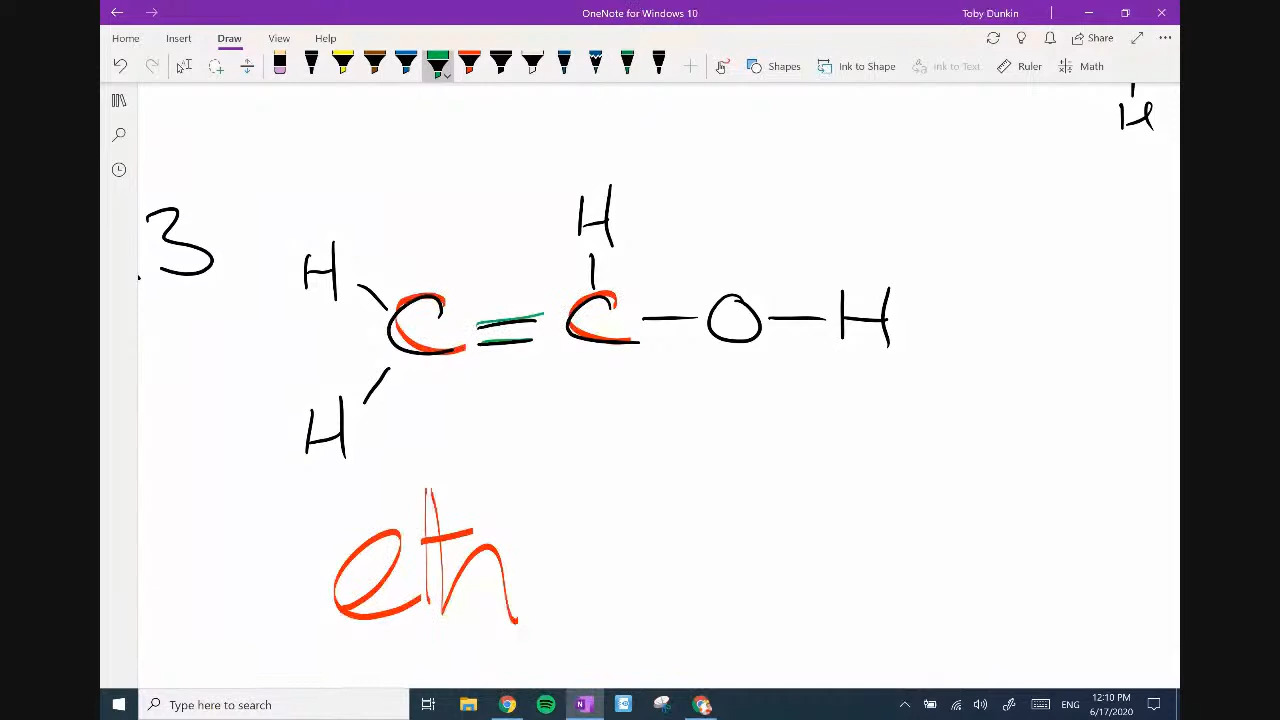 OneNote for Windows 10
Toby Dunkin
Home Insert Draw View Help
Share
Shapes Ink to Shape Ink to Text Ruler Math
H
.3
H
H
C = C — O — H
H
eth
Type here to search
ENG
12:10 PM
6/17/2020